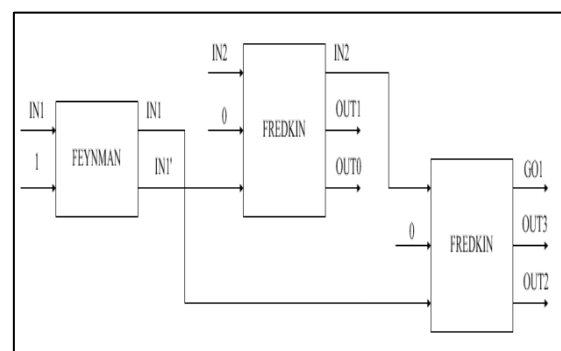 IN2 IN2
IN1 IN1 0 OUT1
FREDKIN
1 FEYNMAN IN1' OUT0 GO1
0 OUT3
FREDKIN
OUT2